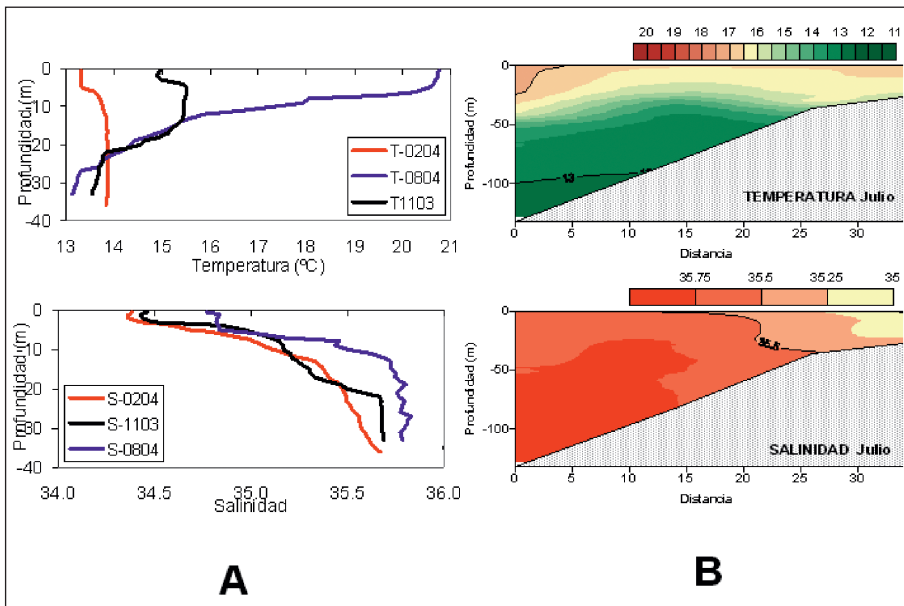 0
-10
-20
-30
-40
Profundidad (m)
T-0204
T-0804
T1103
13 14 15 16 17 18 19 20 21
Temperatura (ºC)
0
-10
-20
-30
-40
Profundidad (m)
S-0204
S-1103
S-0804
34.0 34.5 35.0 35.5 36.0
Salinidad
A
20 19 18 17 16 15 14 13 12 11
0
-50
-100
Profundidad (m)
13
TEMPERATURA Julio
0 5 10 15 20 25 30
Distancia
35.75 35.5 35.25 35
0
-50
-100
Profundidad (m)
35.5
SALINIDAD Julio
0 5 10 15 20 25 30
Distancia
B